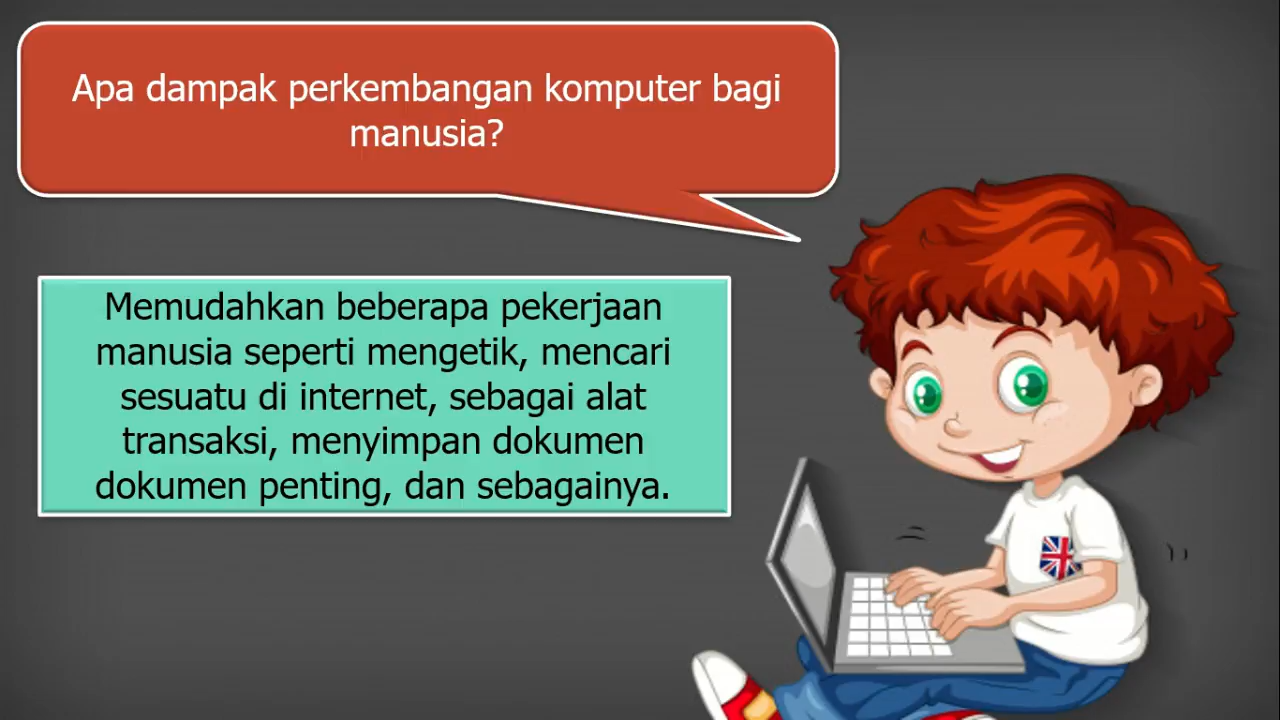 Apa dampak perkembangan komputer bagi
manusia?
Memudahkan beberapa pekerjaan
manusia seperti mengetik, mencari
sesuatu di internet, sebagai alat
transaksi, menyimpan dokumen
dokumen penting, dan sebagainya.